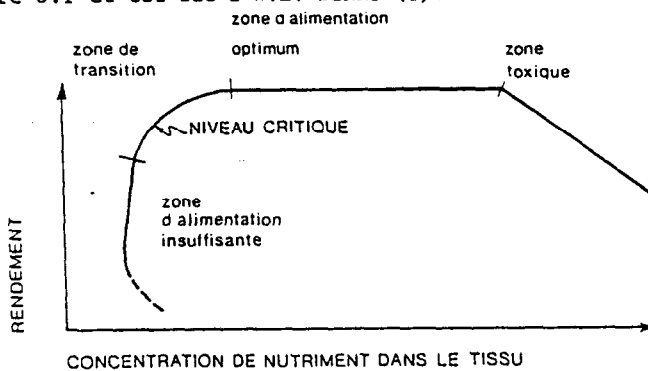 zone d alimentation
zone de
transition
optimum
zone
toxique
NIVEAU CRITIQUE
zone
d alimentation
insuffisante
RENDEMENT
CONCENTRATION DE NUTRIMENT DANS LE TISSU